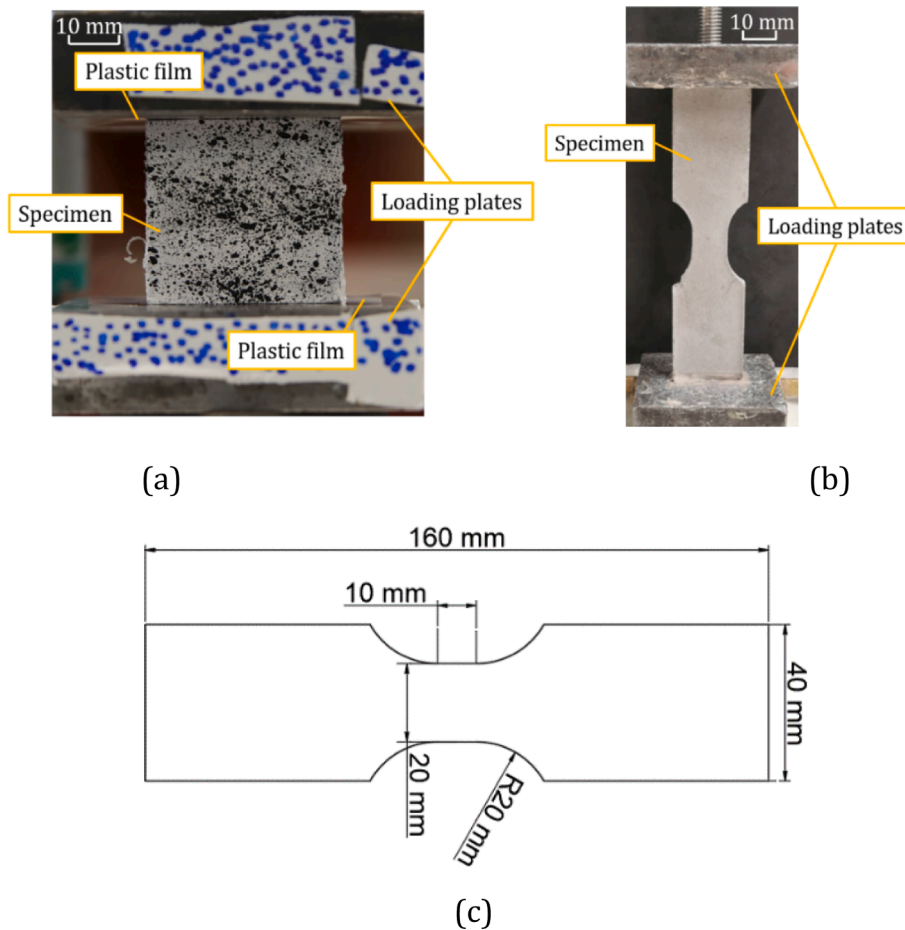 10 mm
Plastic film
Specimen
Loading plates
Plastic film
(a)
10 mm
Specimen
Loading plates
(b)
160 mm
10 mm
40 mm
20 mm
R20 mm
(c)